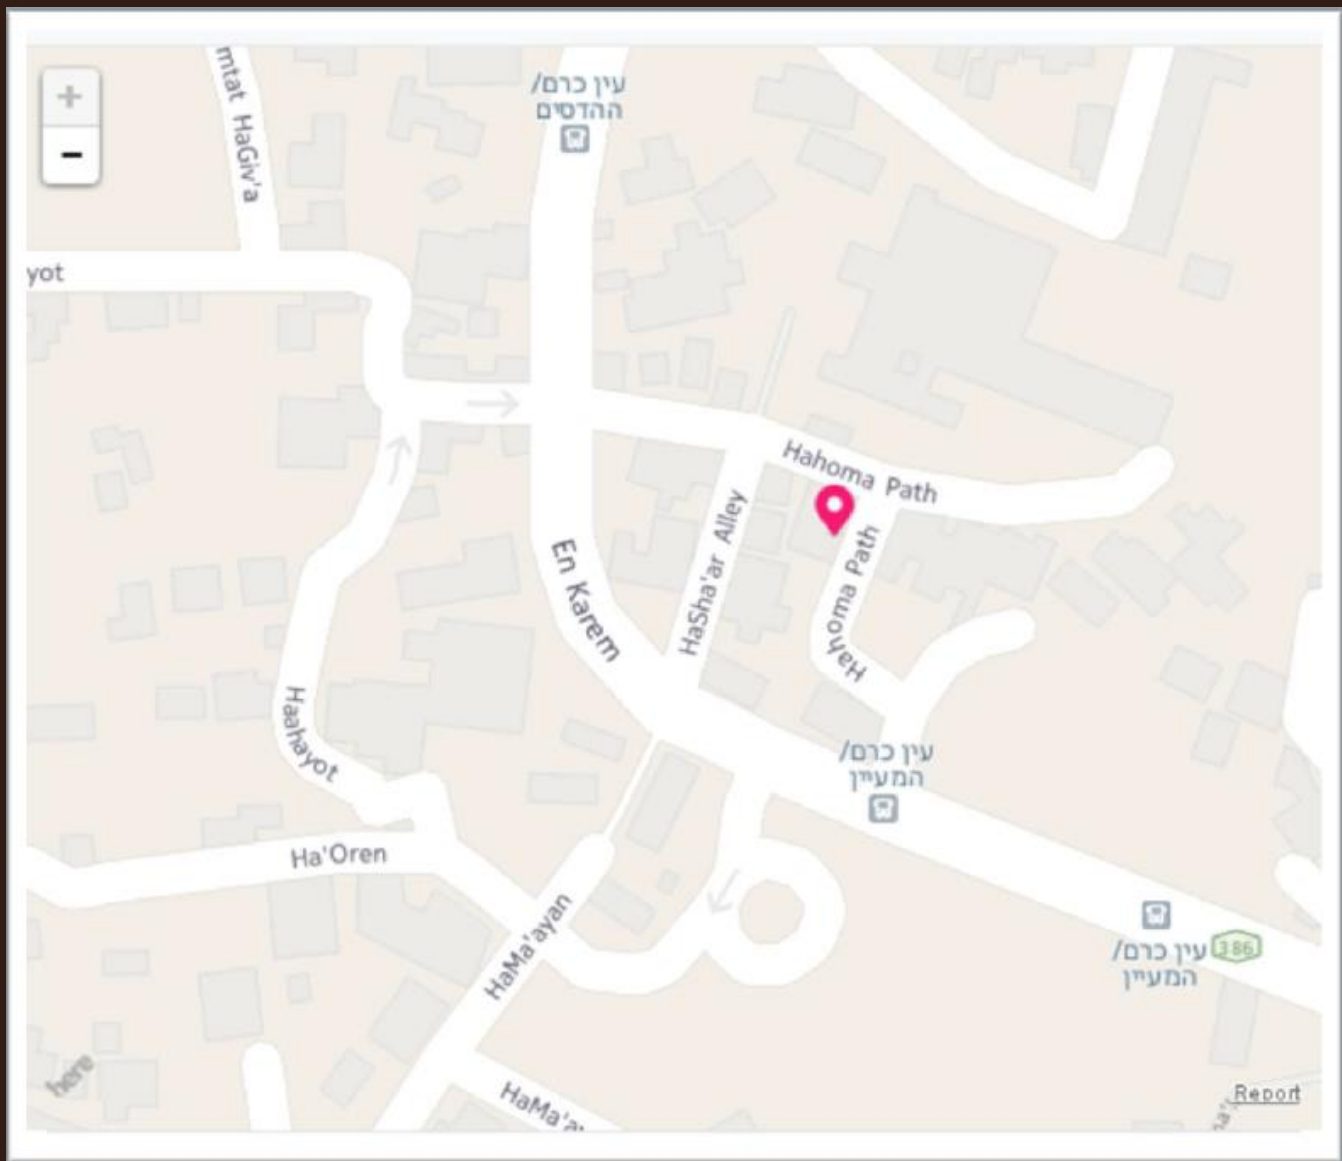 mtat HaGiv'a
עין כרם/
ההדסים
yot
Hahoma Path
HaSha'ar Alley
Hahoma Path
En Karem
Haahayot
עין כרם/
המעיין
Ha'Oren
HaMa'ayan
עין כרם/
המעיין
386
here
HaMa'a
Report